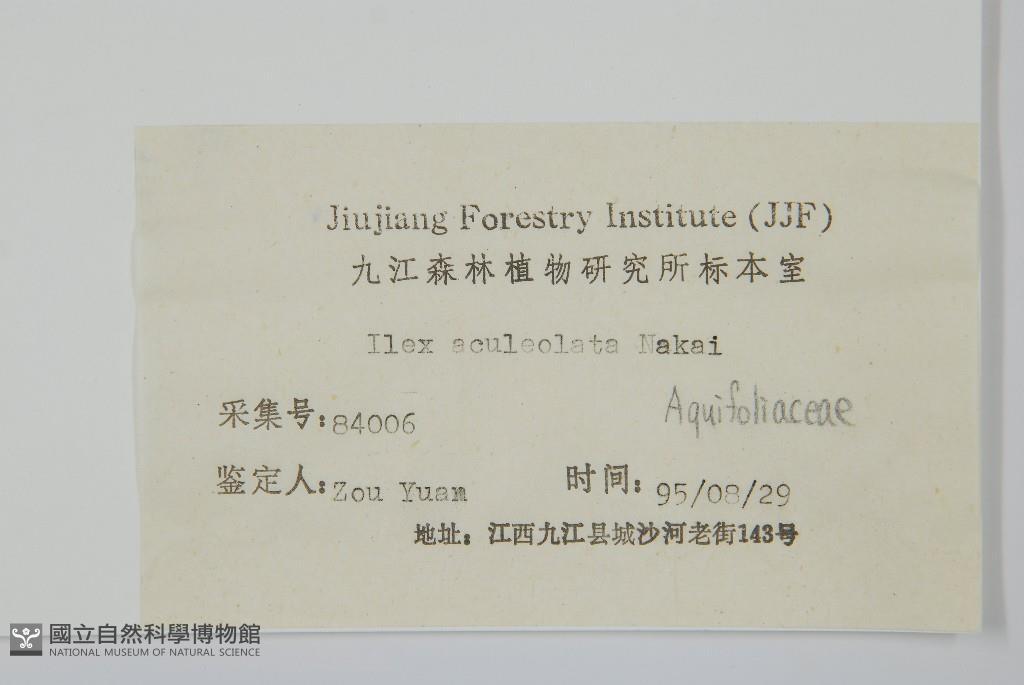 Jiujiang Forestry Institute (JJF)
九江森林植物研究所标本室
Ilex aculeolata Nakai
Aquifoliaceae
采集号:84006
鉴定人:Zou Yuan 时间:95/08/29
地址:江西九江县城沙河老街143号
國立自然科學博物館
NATIONAL MUSEUM OF NATURAL SCIENCE